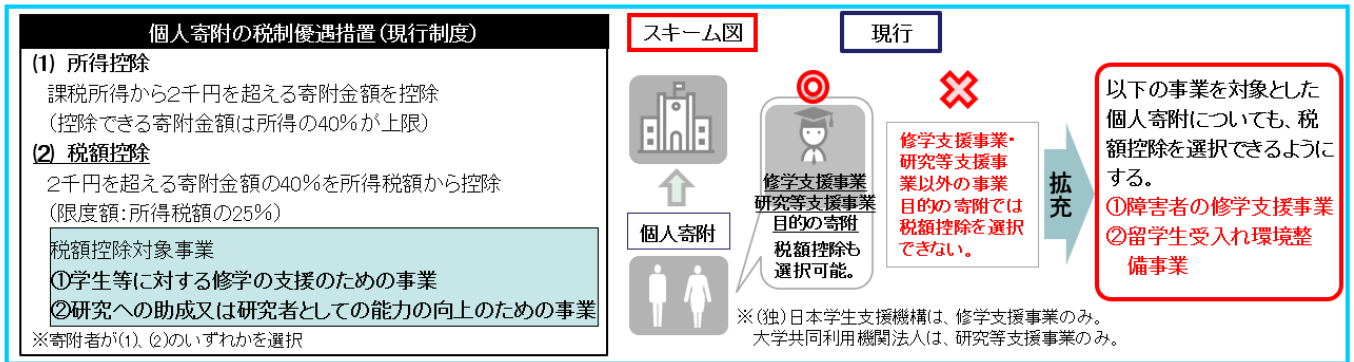 個人寄附の税制優遇措置(現行制度)
(1) 所得控除
課税所得から2千円を超える寄附金額を控除
(控除できる寄附金額は所得の40%が上限)
(2) 税額控除
2千円を超える寄附金額の40%を所得税額から控除
(限度額:所得税額の25%)
税額控除対象事業
①学生等に対する修学の支援のための事業
②研究への助成又は研究者としての能力の向上のための事業
※寄附者が(1)、(2)のいずれかを選択
スキーム図
現行
個人寄附
修学支援事業
研究等支援事業
目的の寄附
税額控除も
選択可能。
修学支援事業・
研究等支援事
業以外の事業
目的の寄附では
税額控除を選択
できない。
拡充
以下の事業を対象とした
個人寄附についても、税
額控除を選択できるように
する。
①障害者の修学支援事業
②留学生受入れ環境整
備事業
※(独)日本学生支援機構は、修学支援事業のみ。
大学共同利用機関法人は、研究等支援事業のみ。